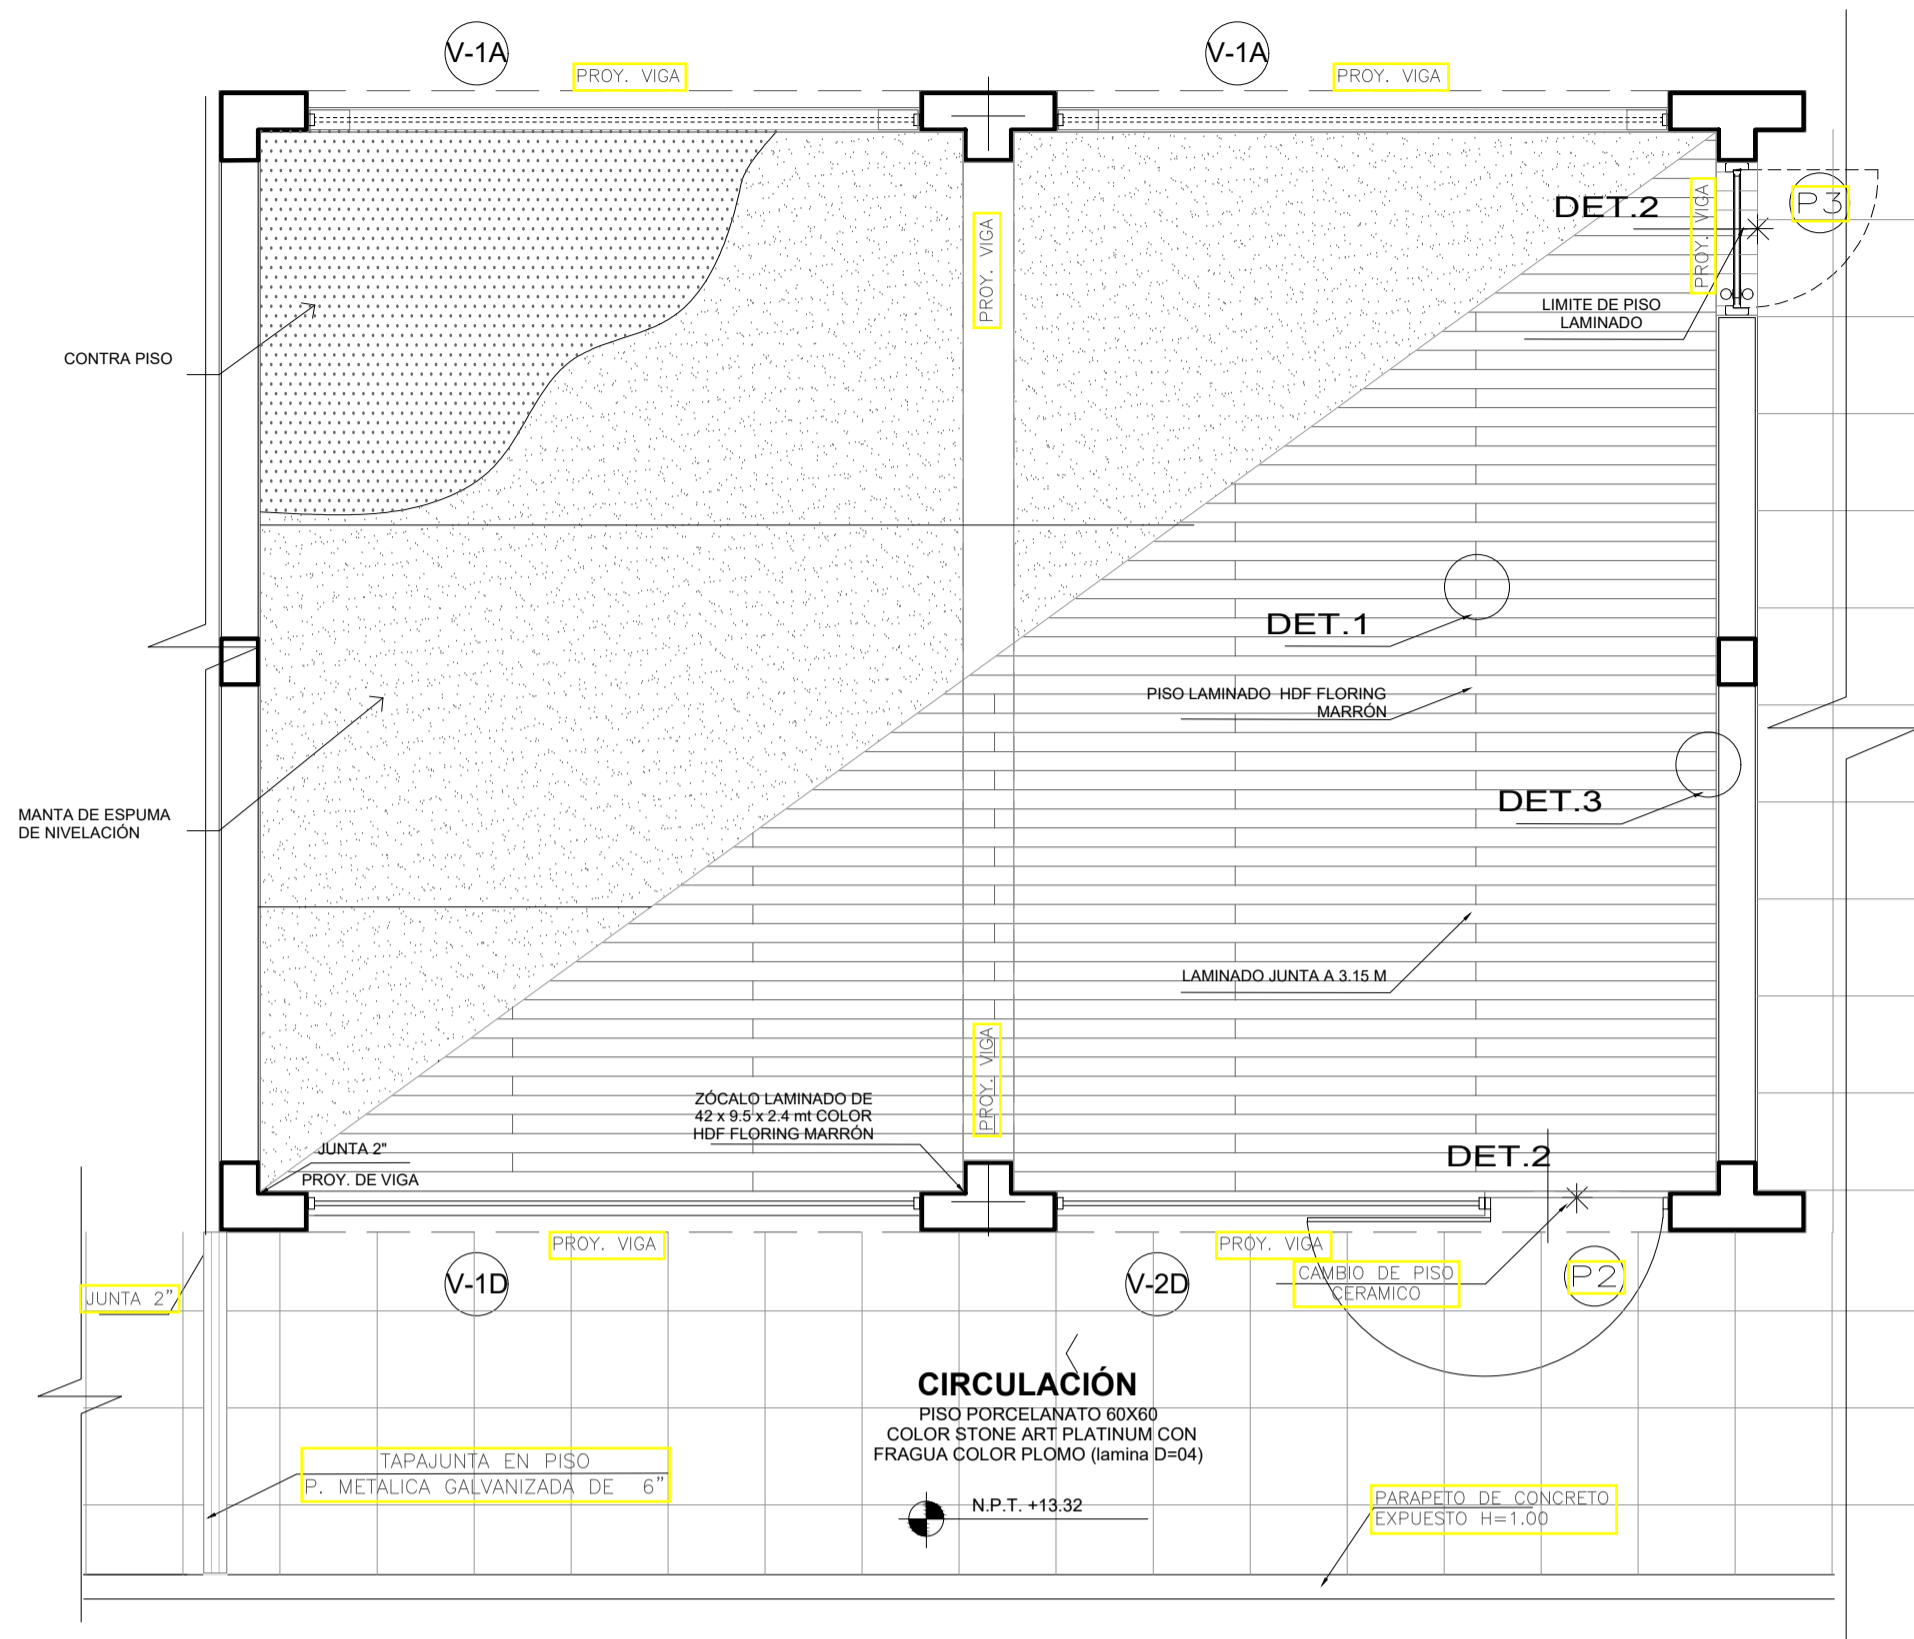 V-1A
V-1A
PROY. VIGA
PROY. VIGA
DET.2
PROY. VIGA
P3
PROY. VIGA
LIMITE DE PISO
LAMINADO
CONTRA PISO
DET.1
PISO LAMINADO HDF FLORING
MARRÓN
DET.3
MANTA DE ESPUMA
DE NIVELACIÓN
LAMINADO JUNTA A 3.15 M
PROY. VIGA
ZÓCALO LAMINADO DE
42 x 9.5 x 2.4 mt COLOR
HDF FLORING MARRÓN
JUNTA 2"
PROY. DE VIGA
DET.2
PROY. VIGA
PROY. VIGA
JUNTA 2”
V-1D
V-2D
CAMBIO DE PISO
CERAMICO
P2
CIRCULACIÓN
PISO PORCELANATO 60X60
COLOR STONE ART PLATINUM CON
FRAGUA COLOR PLOMO (lamina D=04)
TAPAJUNTA EN PISO
P. METALICA GALVANIZADA DE 6”
N.P.T. +13.32
PARAPETO DE CONCRETO
EXPUESTO H=1.00